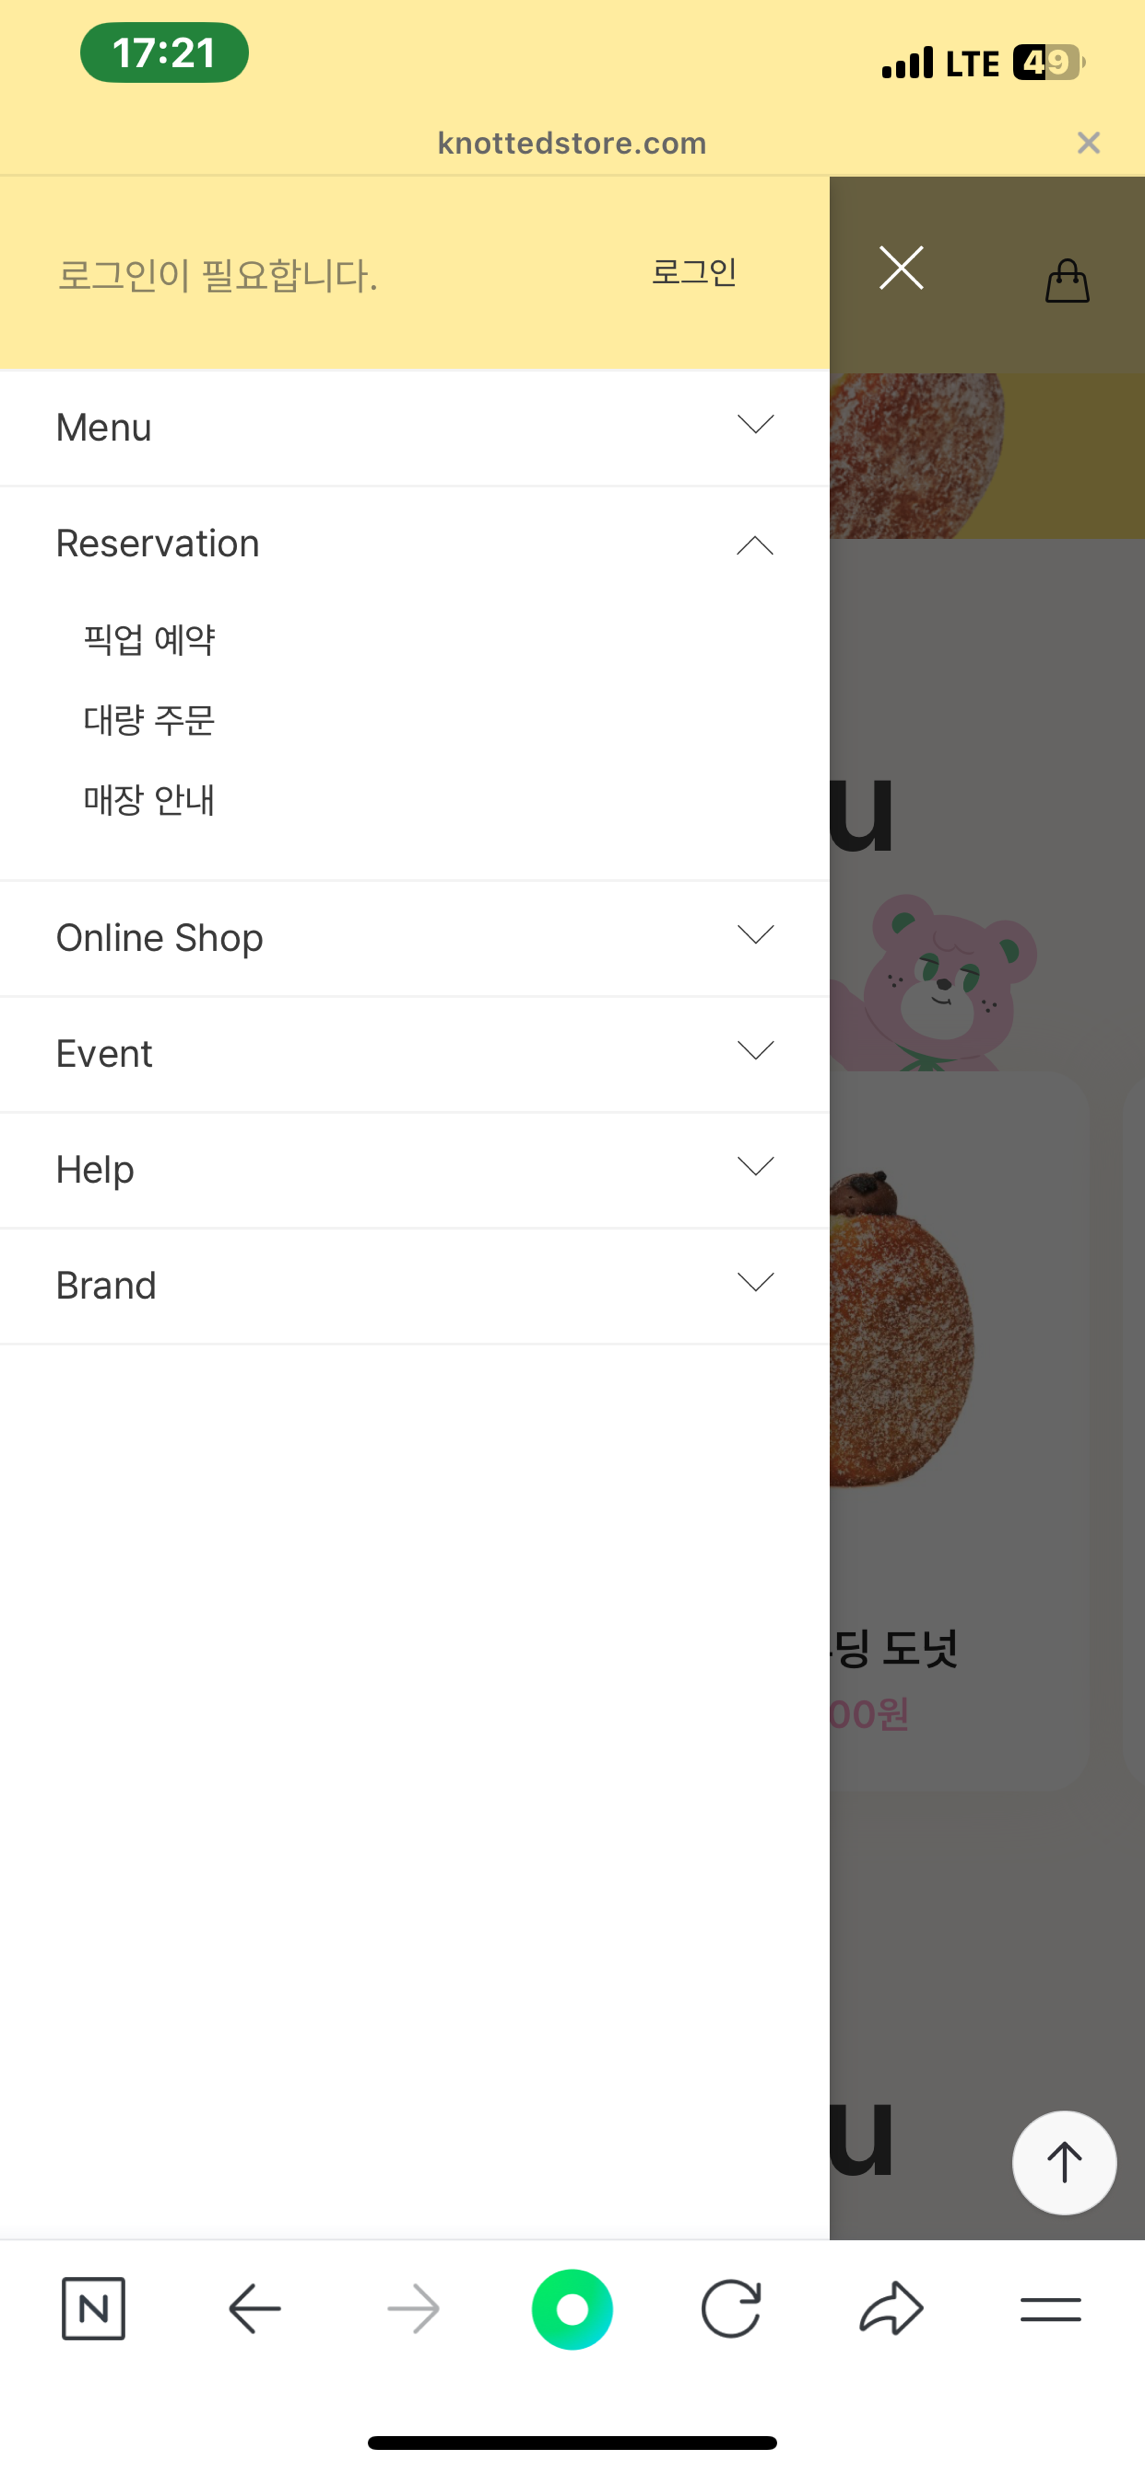 17:21
LTE 49
knottedstore.com
로그인이 필요합니다. 로그인
Menu
Reservation
픽업 예약
대량 주문
매장 안내
u
Online Shop
Event
Help
Brand
딩 도넛
00원
u
N